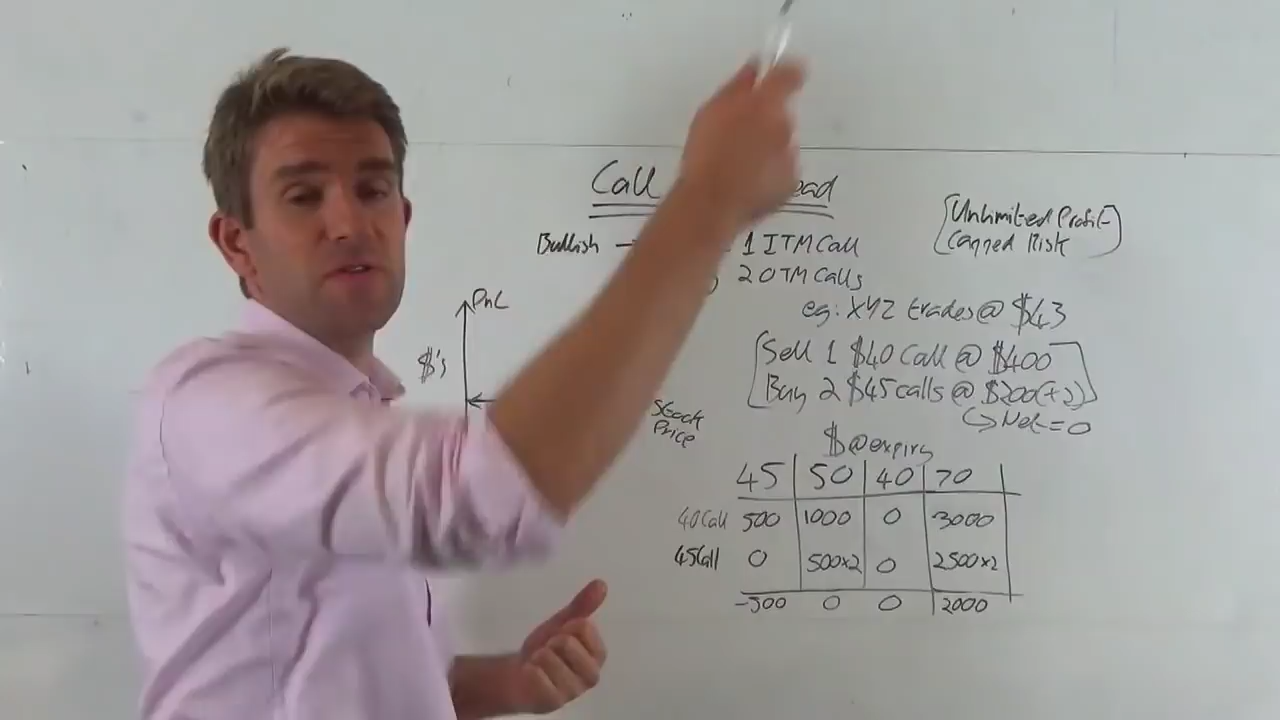 Call ead
Bullish → 1 ITM Call
2 OTM Calls
[Unlimited Profit
Capped Risk]
eg: XYZ trades @ $43
PnL
$'s
Stock
Price
[Sell 1 $40 Call @ $400
Buy 2 $45 calls @ $200(x2)]
↳ Net = 0
$ @ expiry
45 50 40 70
40 Call 500 1000 0 3000
45 Call 0 500x2 0 2500x2
-500 0 0 2000